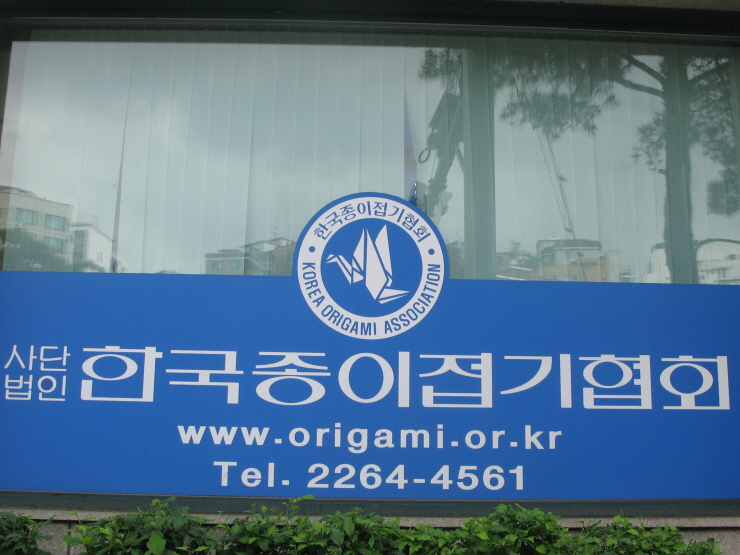 한국종이접기협회
KOREA ORIGAMI ASSOCIATION
사단
법인
한국종이접기협회
www.origami.or.kr
Tel. 2264-4561